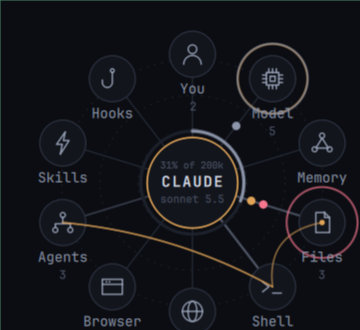 You
2
Hooks
Model
5
31% of 200k
CLAUDE
sonnet 5.5
Skills
Memory
Agents
3
Files
3
Browser
Shell